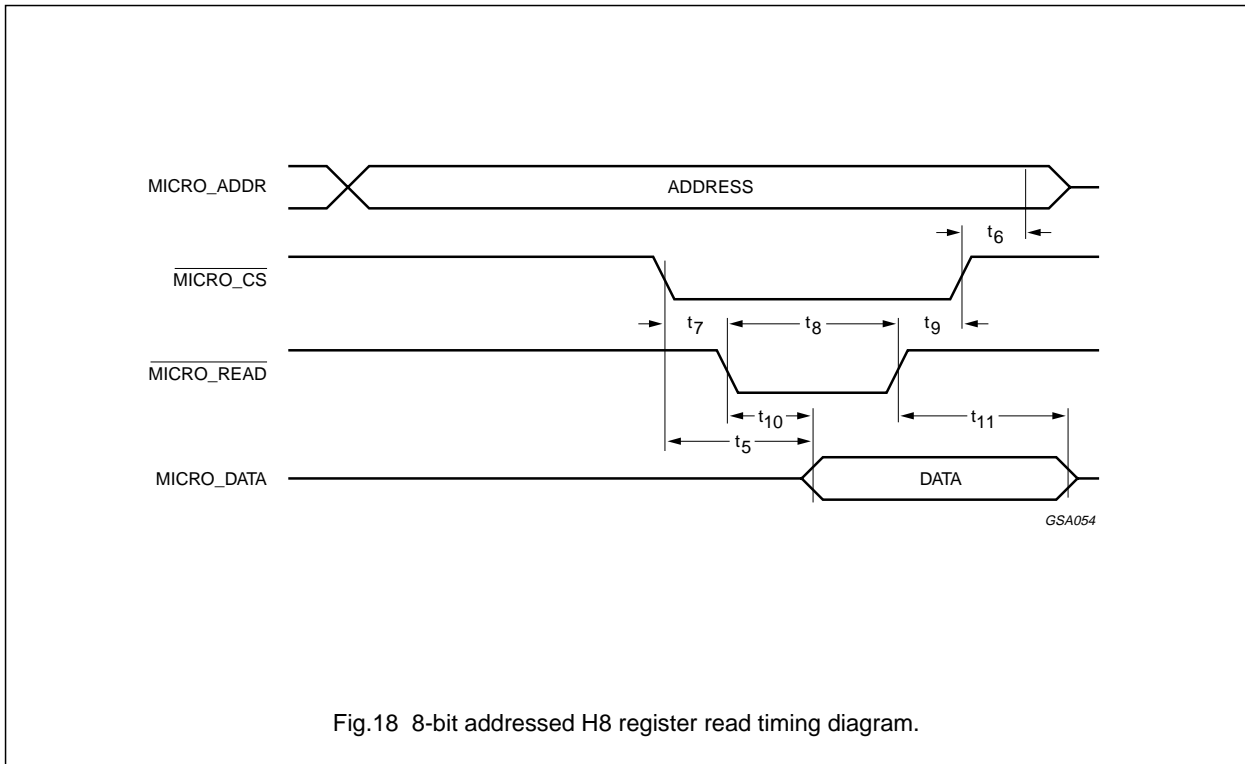 MICRO_ADDR
ADDRESS
t6
MICRO_CS
t7
t8
t9
MICRO_READ
t10
t11
t5
MICRO_DATA
DATA
GSA054
Fig.18 8-bit addressed H8 register read timing diagram.